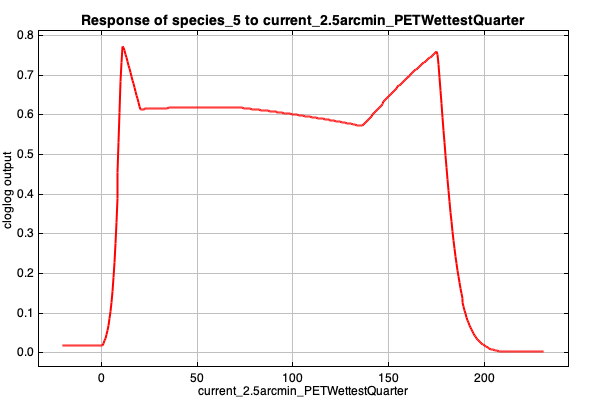 Response of species_5 to current_2.5arcmin_PETWettestQuarter
cloglog output
0.8
0.7
0.6
0.5
0.4
0.3
0.2
0.1
0.0
0 50 100 150 200
current_2.5arcmin_PETWettestQuarter